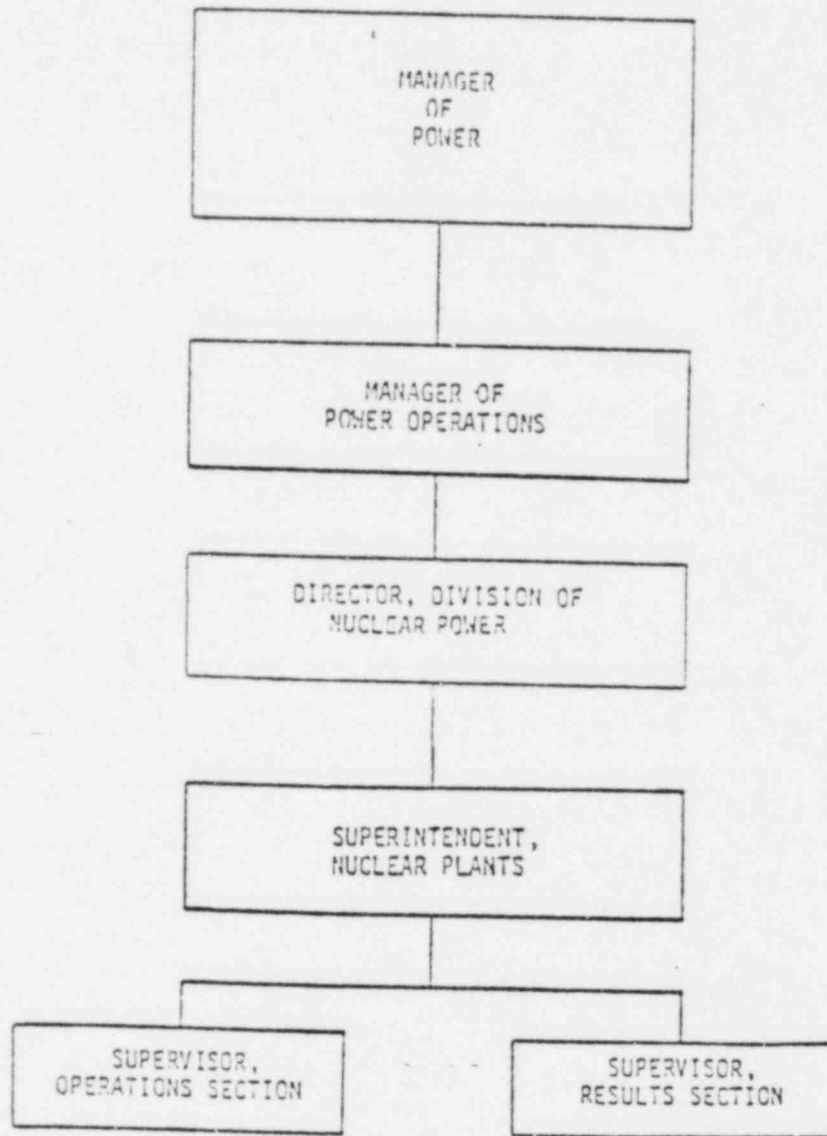 MANAGER
OF
POWER
MANAGER OF
POWER OPERATIONS
DIRECTOR, DIVISION OF
NUCLEAR POWER
SUPERINTENDENT,
NUCLEAR PLANTS
SUPERVISOR,
OPERATIONS SECTION
SUPERVISOR,
RESULTS SECTION